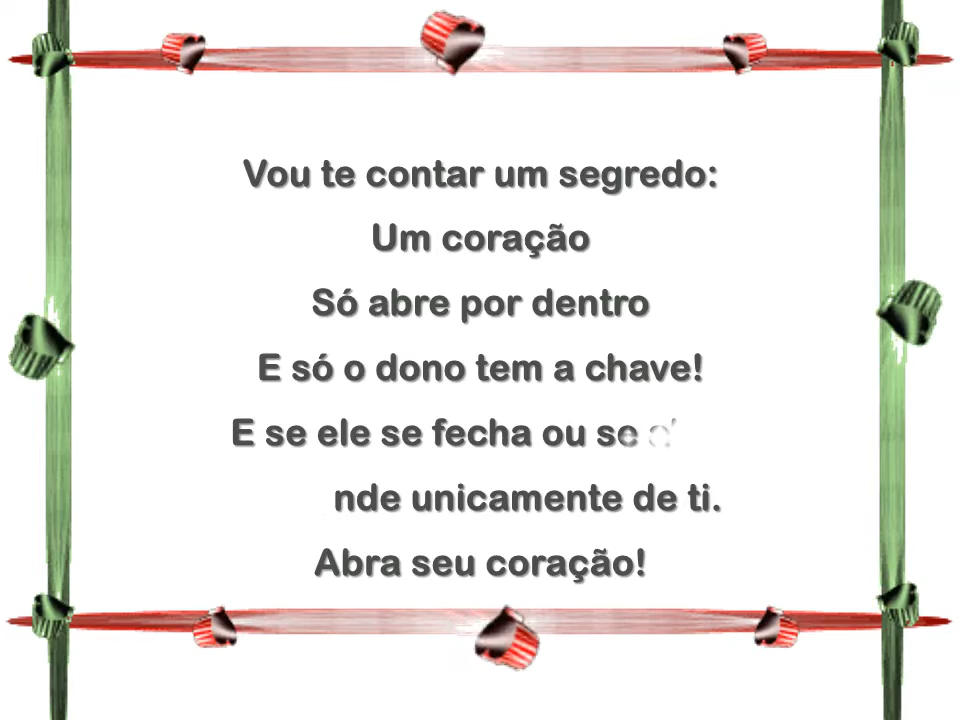 Vou te contar um segredo:
Um coração
Só abre por dentro
E só o dono tem a chave!
E se ele se fecha ou se
nde unicamente de ti.
Abra seu coração!